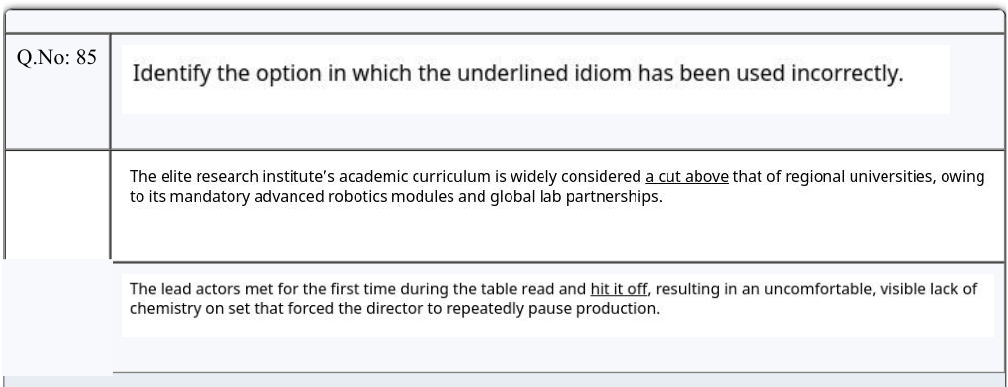 Q.No: 85
Identify the option in which the underlined idiom has been used incorrectly.
The elite research institute's academic curriculum is widely considered a cut above that of regional universities, owing
to its mandatory advanced robotics modules and global lab partnerships.
The lead actors met for the first time during the table read and hit it off, resulting in an uncomfortable, visible lack of
chemistry on set that forced the director to repeatedly pause production.